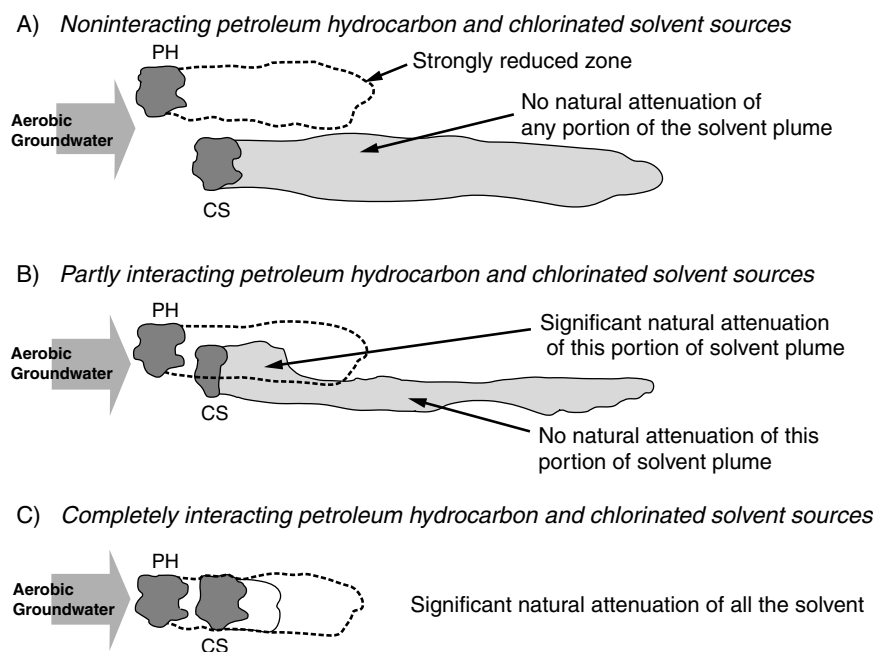 A) Noninteracting petroleum hydrocarbon and chlorinated solvent sources
PH
Strongly reduced zone
Aerobic
Groundwater
No natural attenuation of
any portion of the solvent plume
CS
B) Partly interacting petroleum hydrocarbon and chlorinated solvent sources
PH
Significant natural attenuation
of this portion of solvent plume
Aerobic
Groundwater
CS
No natural attenuation of this
portion of solvent plume
C) Completely interacting petroleum hydrocarbon and chlorinated solvent sources
PH
Aerobic
Groundwater
Significant natural attenuation of all the solvent
CS